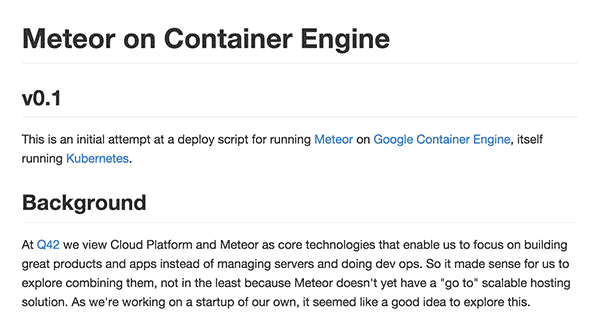 Meteor on Container Engine
v0.1
This is an initial attempt at a deploy script for running Meteor on Google Container Engine, itself
running Kubernetes.
Background
At Q42 we view Cloud Platform and Meteor as core technologies that enable us to focus on building
great products and apps instead of managing servers and doing dev ops. So it made sense for us to
explore combining them, not in the least because Meteor doesn't yet have a "go to" scalable hosting
solution. As we're working on a startup of our own, it seemed like a good idea to explore this.